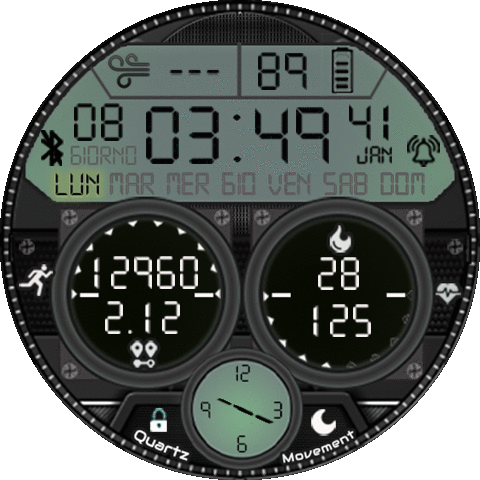 --- 89
08 03:49 41
GIORNO JAN
LUN MAR MER GIO VEN SAB DOM
12960
2.12
28
125
12
9 3
6
Quartz Movement